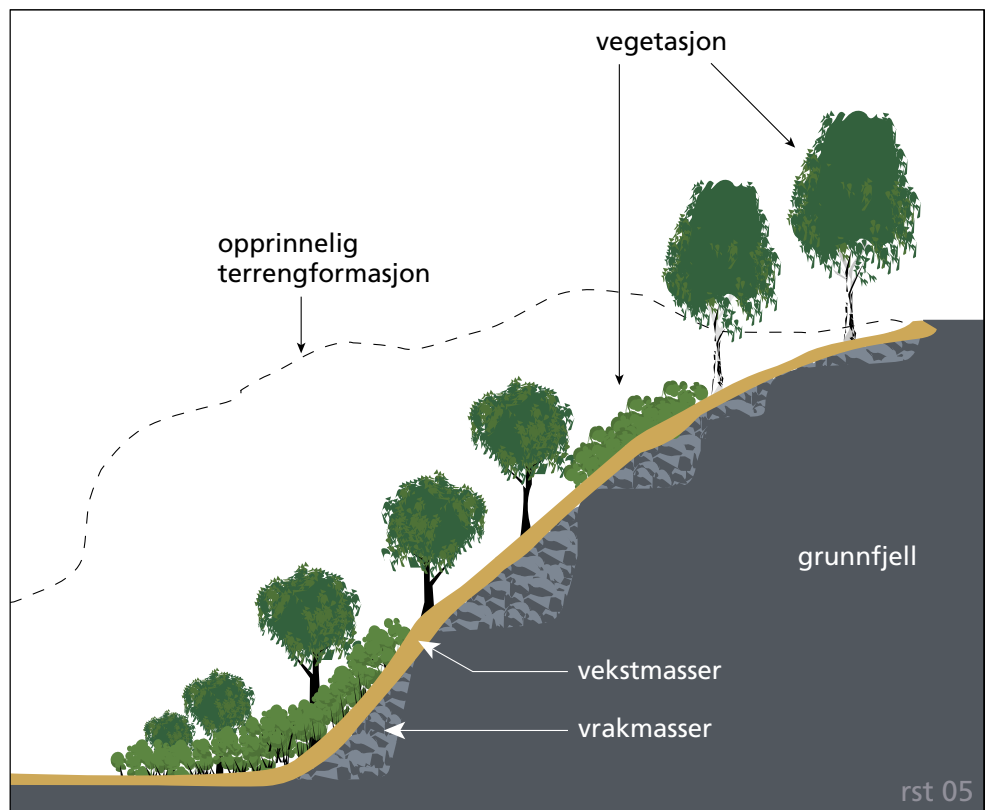 vegetasjon
opprinnelig
terrengformasjon
grunnfjell
vekstmasser
vrakmasser
rst 05